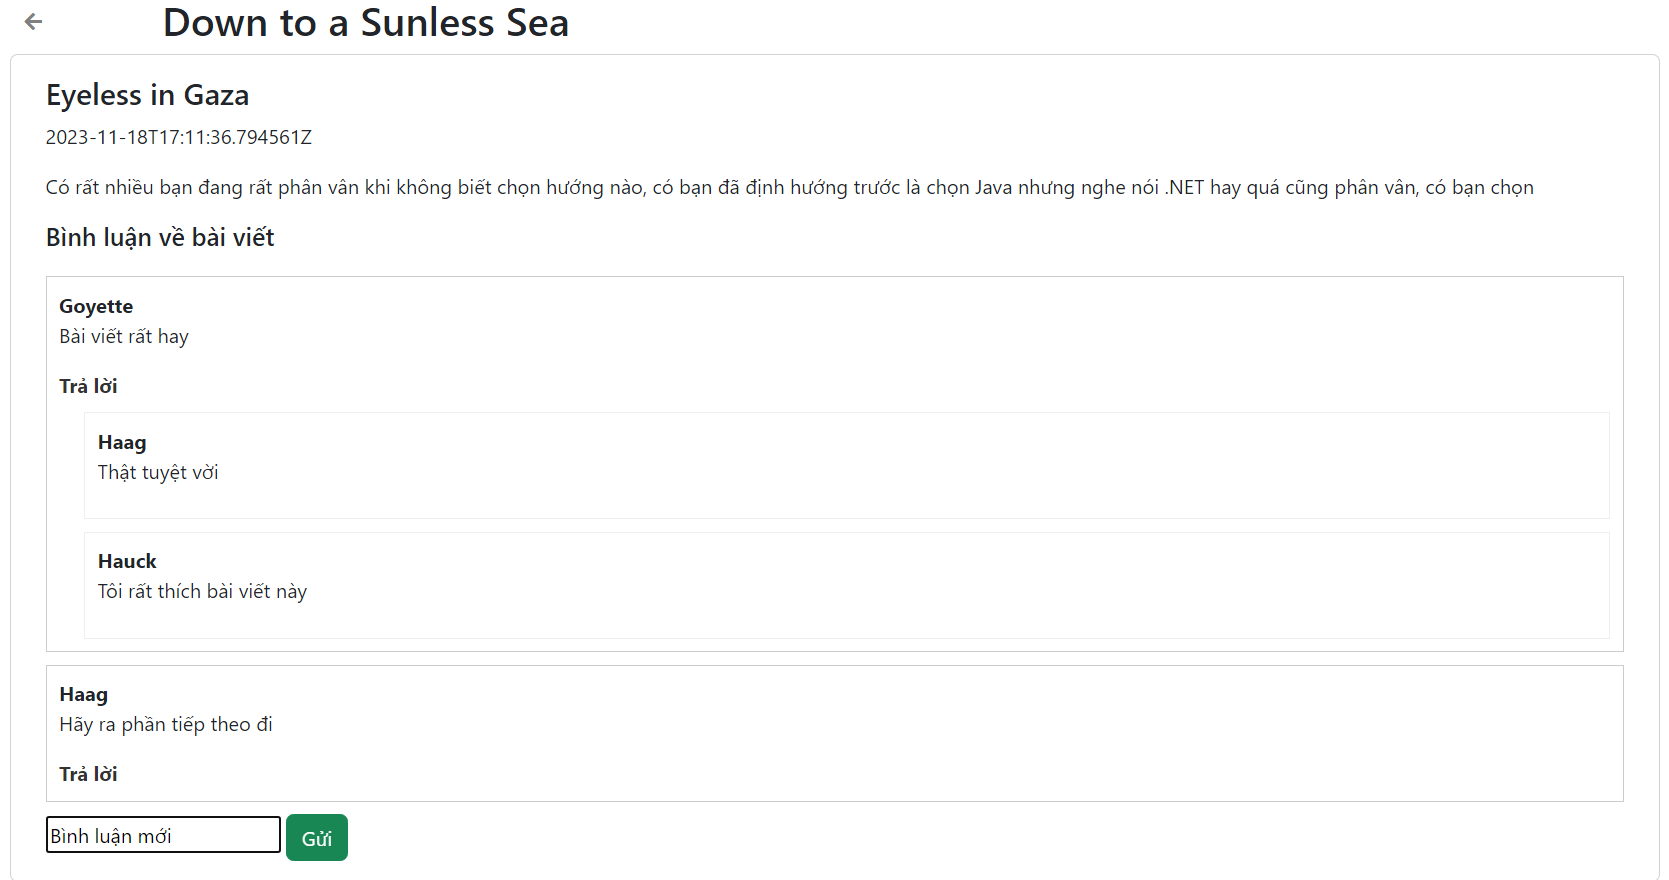 Down to a Sunless Sea
Eyeless in Gaza
2023-11-18T17:11:36.794561Z
Có rất nhiều bạn đang rất phân vân khi không biết chọn hướng nào, có bạn đã định hướng trước là chọn Java nhưng nghe nói .NET hay quá cũng phân vân, có bạn chọn
Bình luận về bài viết
Goyette
Bài viết rất hay
Trả lời
Haag
Thật tuyệt vời
Hauck
Tôi rất thích bài viết này
Haag
Hãy ra phần tiếp theo đi
Trả lời
Bình luận mới
Gửi